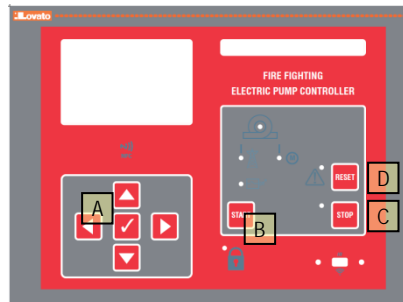 Lovato
FIRE FIGHTING
ELECTRIC PUMP CONTROLLER
A
RESET
D
STA
B
STOP
C